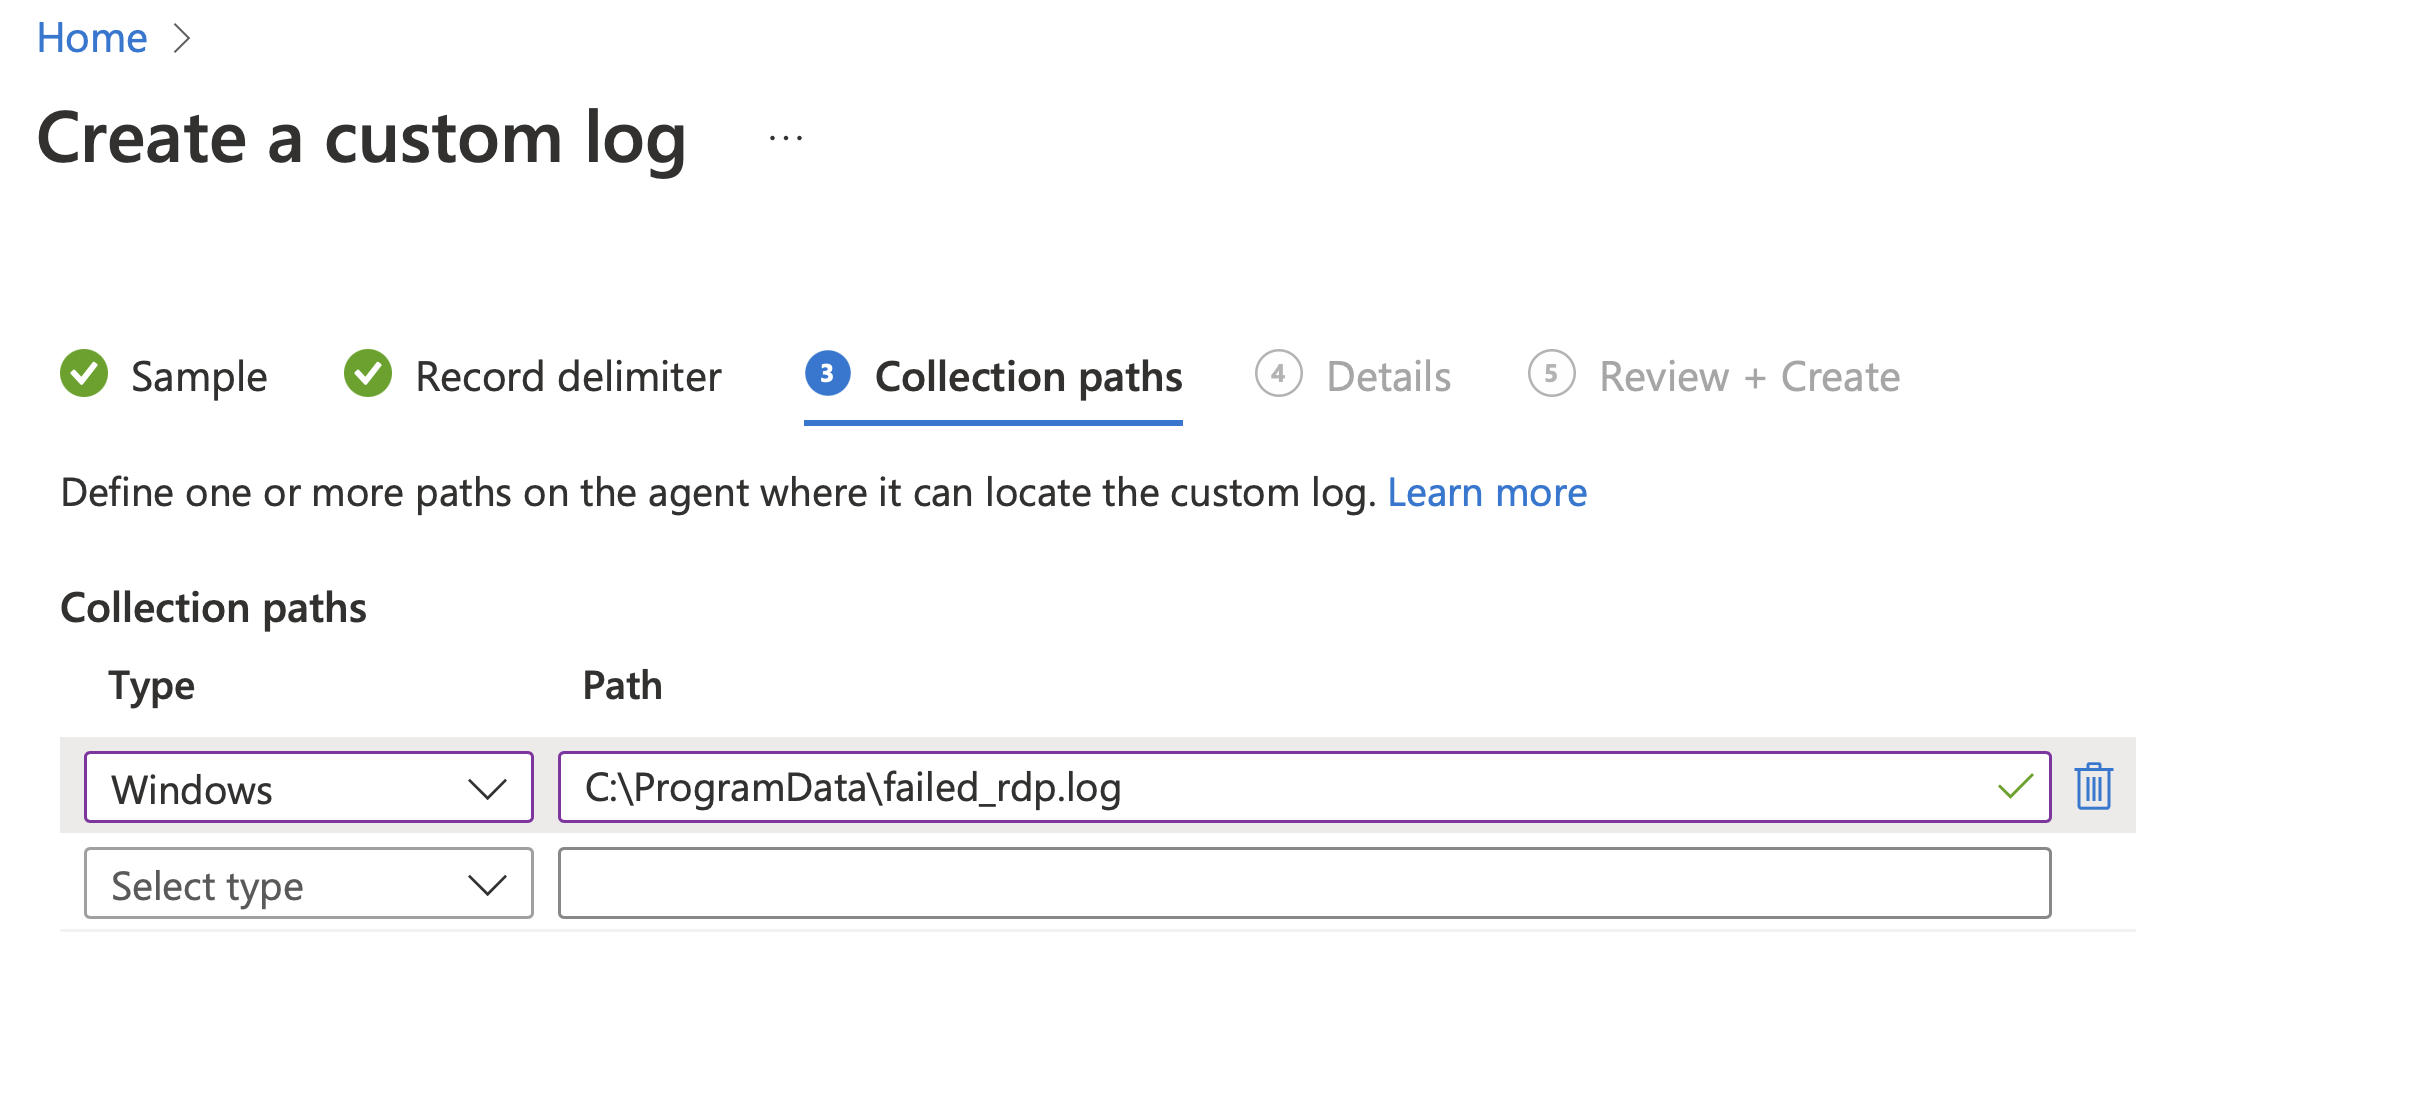 Home >
Create a custom log ...
Sample Record delimiter 3 Collection paths 4 Details 5 Review + Create
Define one or more paths on the agent where it can locate the custom log. Learn more
Collection paths
Type Path
Windows C:\ProgramData\failed_rdp.log
Select type